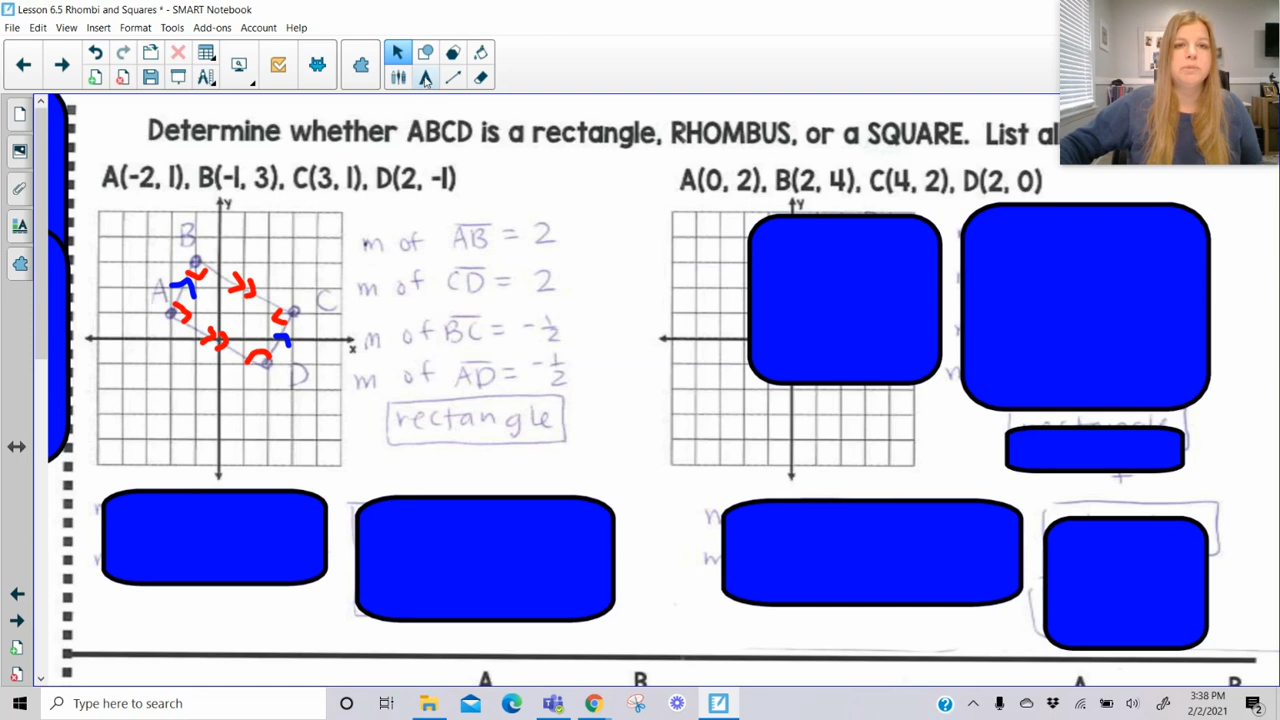 Lesson 6.5 Rhombi and Squares * - SMART Notebook
File Edit View Insert Format Tools Add-ons Account Help
Determine whether ABCD is a rectangle, RHOMBUS, or a SQUARE. List al
A(-2, 1), B(-1, 3), C(3, 1), D(2, -1)
A(0, 2), B(2, 4), C(4, 2), D(2, 0)
y
B
A
C
D
x
m of AB = 2
m of CD = 2
m of BC = -1/2
m of AD = -1/2
rectangle
y
+
A B
A B
Type here to search
3:38 PM
2/2/2021
2